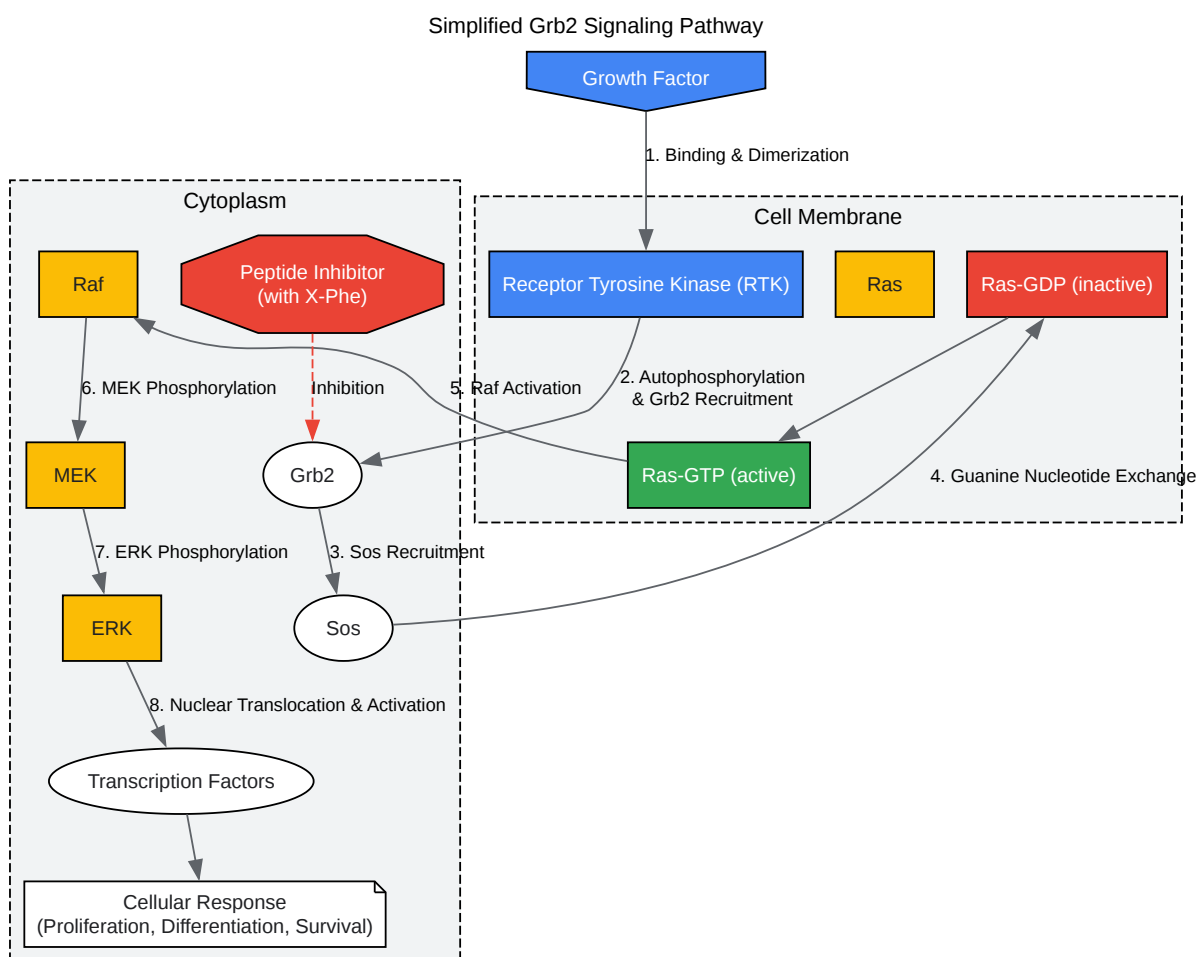 Simplified Grb2 Signaling Pathway
Growth Factor
1. Binding & Dimerization
Cytoplasm
Cell Membrane
Raf
Peptide Inhibitor
(with X-Phe)
Receptor Tyrosine Kinase (RTK)
Ras
Ras-GDP (inactive)
6. MEK Phosphorylation
Inhibition
5. Raf Activation
2. Autophosphorylation
& Grb2 Recruitment
MEK
Grb2
Ras-GTP (active)
4. Guanine Nucleotide Exchange
7. ERK Phosphorylation
3. Sos Recruitment
ERK
Sos
8. Nuclear Translocation & Activation
Transcription Factors
Cellular Response
(Proliferation, Differentiation, Survival)